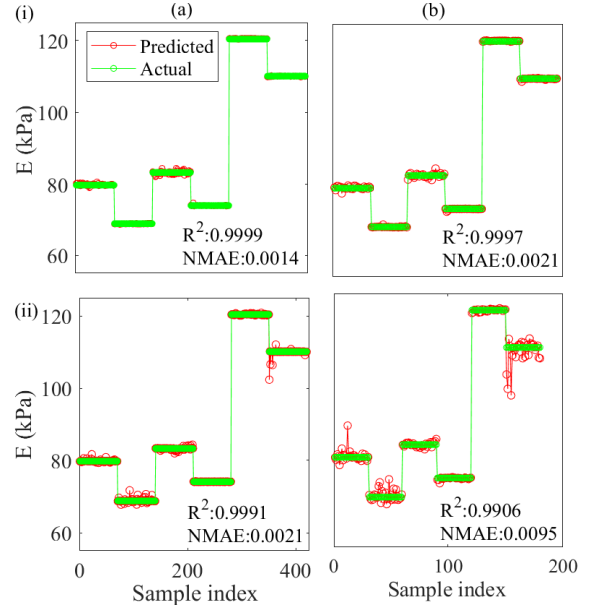 (i)
(a)
(b)
120
100
80
60
E (kPa)
Predicted
Actual
R²:0.9999
NMAE:0.0014
R²:0.9997
NMAE:0.0021
(ii)
120
100
80
60
E (kPa)
R²:0.9991
NMAE:0.0021
R²:0.9906
NMAE:0.0095
0
200
400
0
100
200
Sample index
Sample index